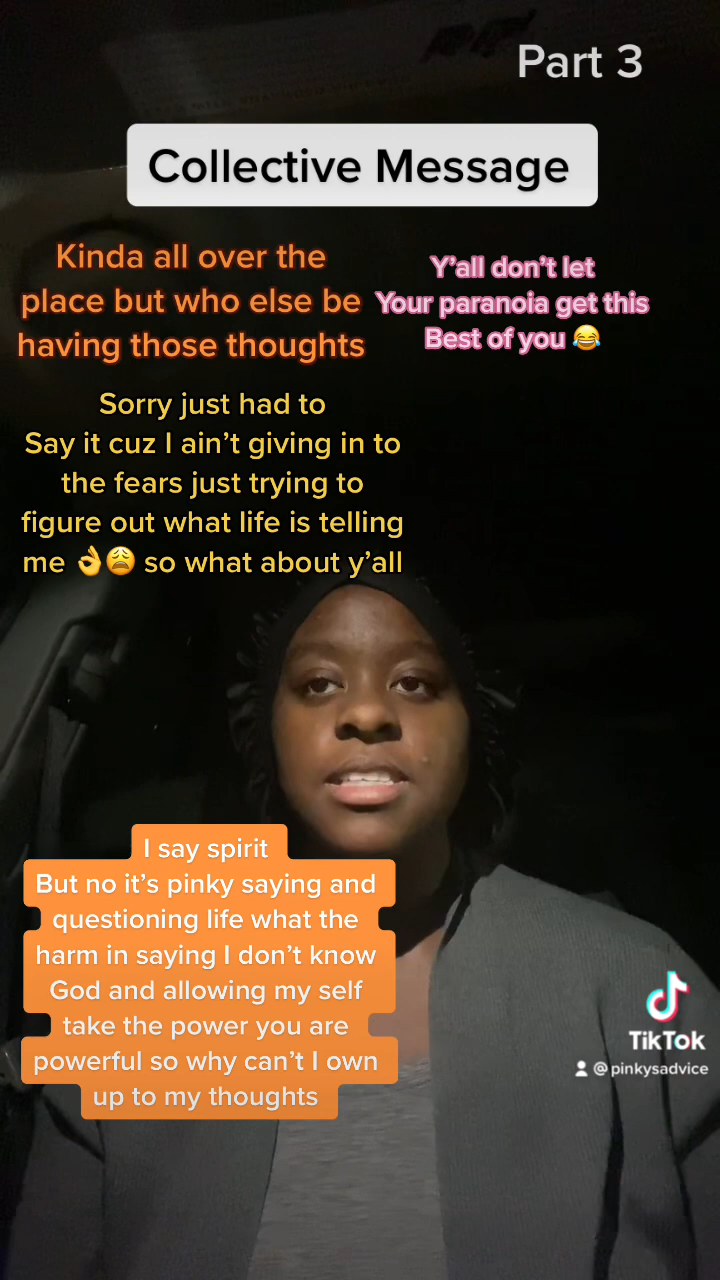 Part 3
Collective Message
Kinda all over the
place but who else be
having those thoughts
Y'all don't let
Your paranoia get this
Best of you 😂
Sorry just had to
Say it cuz I ain't giving in to
the fears just trying to
figure out what life is telling
me 👌😩 so what about y'all
I say spirit
But no it's pinky saying and
questioning life what the
harm in saying I don't know
God and allowing my self
take the power you are
powerful so why can't I own
up to my thoughts
TikTok
@pinkysadvice